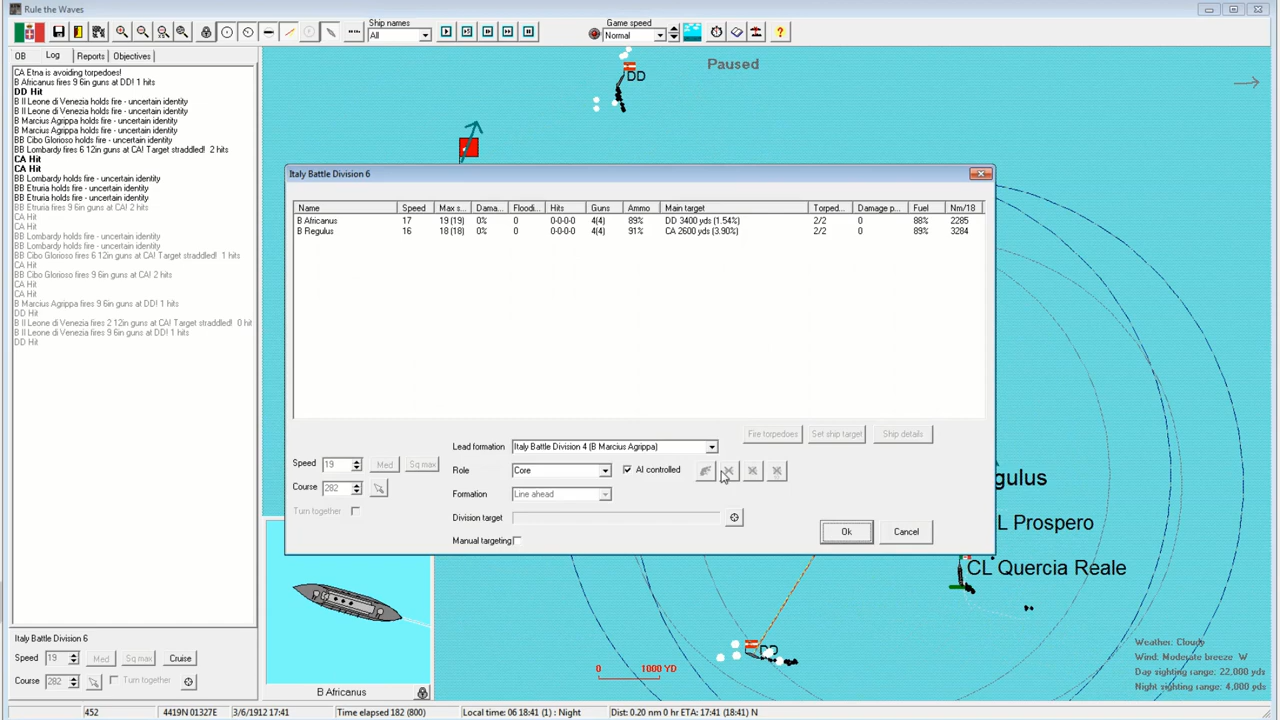 Rule the Waves
Ship names
All
Game speed
Normal
OB Log Reports Objectives
CA Etna is avoiding torpedoes!
B Africanus fires 9 6in guns at DD! 1 hits
DD Hit
B Il Leone di Venezia holds fire - uncertain identity
B Il Leone di Venezia holds fire - uncertain identity
B Marcius Agrippa holds fire - uncertain identity
B Marcius Agrippa holds fire - uncertain identity
BB Cibo Glorioso holds fire - uncertain identity
BB Lombardy fires 6 12in guns at CA! Target straddled! 2 hits
CA Hit
CA Hit
BB Lombardy holds fire - uncertain identity
BB Etruria holds fire - uncertain identity
BB Etruria holds fire - uncertain identity
BB Etruria fires 9 6in guns at CA! 2 hits
CA Hit
CA Hit
BB Lombardy holds fire - uncertain identity
BB Lombardy holds fire - uncertain identity
BB Cibo Glorioso fires 6 12in guns at CA! Target straddled! 1 hits
CA Hit
BB Cibo Glorioso fires 9 6in guns at CA! 2 hits
CA Hit
CA Hit
B Marcius Agrippa fires 9 6in guns at DD! 1 hits
DD Hit
B Il Leone di Venezia fires 2 12in guns at CA! Target straddled! 0 hit
B Il Leone di Venezia fires 9 6in guns at DD! 1 hits
DD Hit
Paused
DD
Italy Battle Division 6
Name Speed Max s... Dama... Floodi... Hits Guns Ammo Main target Torped... Damage p... Fuel Nm/18
B Africanus 17 19 (19) 0% 0 0-0-0-0 4(4) 89% DD 3400 yds (1.54%) 2/2 0 88% 2285
B Regulus 16 18 (18) 0% 0 0-0-0-0 4(4) 91% CA 2600 yds (3.90%) 2/2 0 89% 3284
Fire torpedoes Set ship target Ship details
Lead formation Italy Battle Division 4 (B Marcius Agrippa)
Speed 19 Med Sq max
Role Core AI controlled
Course 282
Formation Line ahead
Turn together
Division target
Manual targeting
Ok Cancel
gulus
L Prospero
CL Quercia Reale
DD
0 1000 YD
Weather: Cloudy
Wind: Moderate breeze W
Day sighting range: 22,000 yds
Night sighting range: 4,000 yds
Italy Battle Division 6
Speed 19 Med Sq max Cruise
Course 282 Turn together
B Africanus
452 4419N 01327E 3/6/1912 17:41 Time elapsed 182 (800) Local time: 06 18:41 (1) : Night Dist: 0.20 nm 0 hr ETA: 17:41 (18:41) N